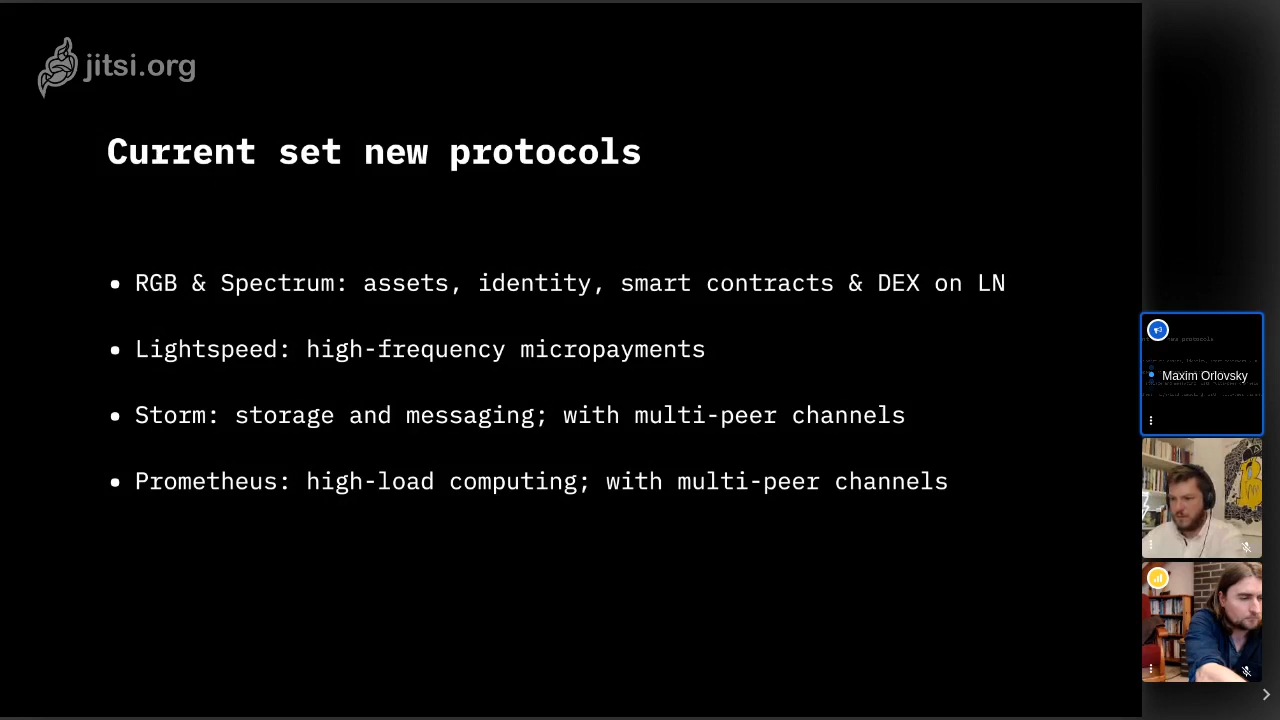 jitsi.org
Current set new protocols
• RGB & Spectrum: assets, identity, smart contracts & DEX on LN
• Lightspeed: high-frequency micropayments
• Storm: storage and messaging; with multi-peer channels
• Prometheus: high-load computing; with multi-peer channels
Maxim Orlovsky